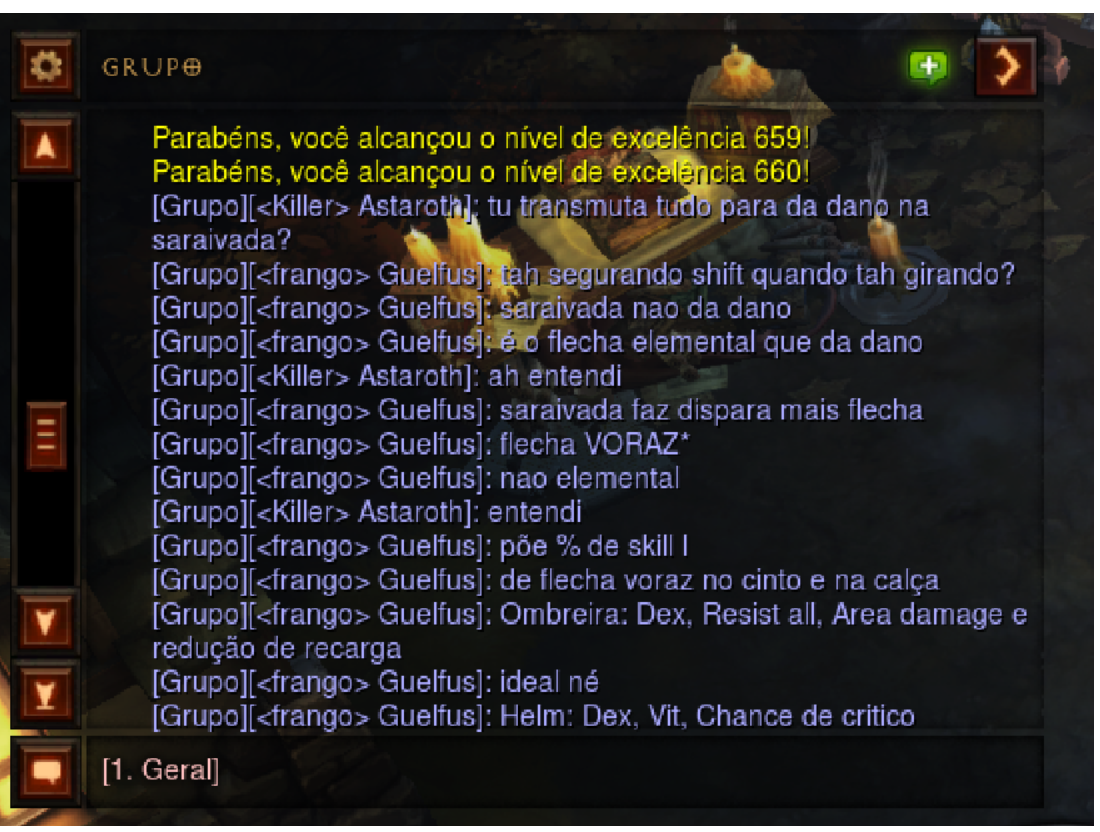 GRUPO
Parabéns, você alcançou o nível de excelência 659!
Parabéns, você alcançou o nível de excelência 660!
[Grupo][<Killer> Astaroth]: tu transmuta tudo para da dano na
saraivada?
[Grupo][<frango> Guelfus]: tah segurando shift quando tah girando?
[Grupo][<frango> Guelfus]: saraivada nao da dano
[Grupo][<frango> Guelfus]: é o flecha elemental que da dano
[Grupo][<Killer> Astaroth]: ah entendi
[Grupo][<frango> Guelfus]: saraivada faz dispara mais flecha
[Grupo][<frango> Guelfus]: flecha VORAZ*
[Grupo][<frango> Guelfus]: nao elemental
[Grupo][<Killer> Astaroth]: entendi
[Grupo][<frango> Guelfus]: põe % de skill l
[Grupo][<frango> Guelfus]: de flecha voraz no cinto e na calça
[Grupo][<frango> Guelfus]: Ombreira: Dex, Resist all, Area damage e
redução de recarga
[Grupo][<frango> Guelfus]: ideal né
[Grupo][<frango> Guelfus]: Helm: Dex, Vit, Chance de critico
[1. Geral]